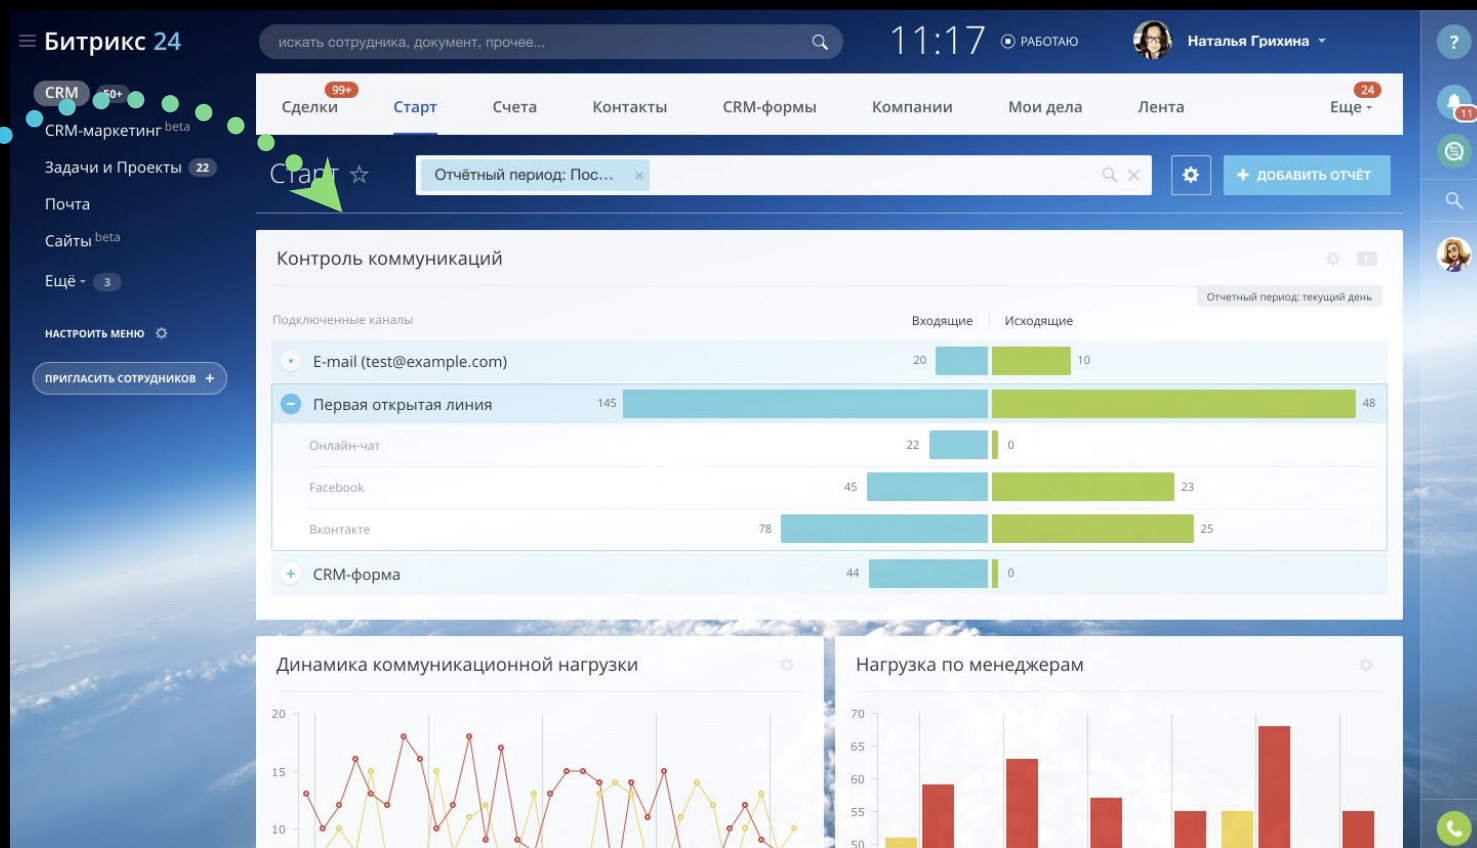 Битрикс 24
искать сотрудника, документ, прочее...
11:17 РАБОТАЮ
Наталья Грихина
?
CRM 50+
CRM-маркетинг beta
Задачи и Проекты 22
Почта
Сайты beta
Ещё 3
НАСТРОИТЬ МЕНЮ
ПРИГЛАСИТЬ СОТРУДНИКОВ +
Сделки 99+ Старт Счета Контакты CRM-формы Компании Мои дела Лента Еще 24
11
Старт
Отчётный период: Пос... ×
+ ДОБАВИТЬ ОТЧЁТ
Контроль коммуникаций
Отчетный период: текущий день
Подключенные каналы Входящие Исходящие
E-mail (test@example.com) 20 10
Первая открытая линия 145 48
Онлайн-чат 22 0
Facebook 45 23
Вконтакте 78 25
CRM-форма 44 0
Динамика коммуникационной нагрузки
20
15
10
Нагрузка по менеджерам
70
65
60
55
50